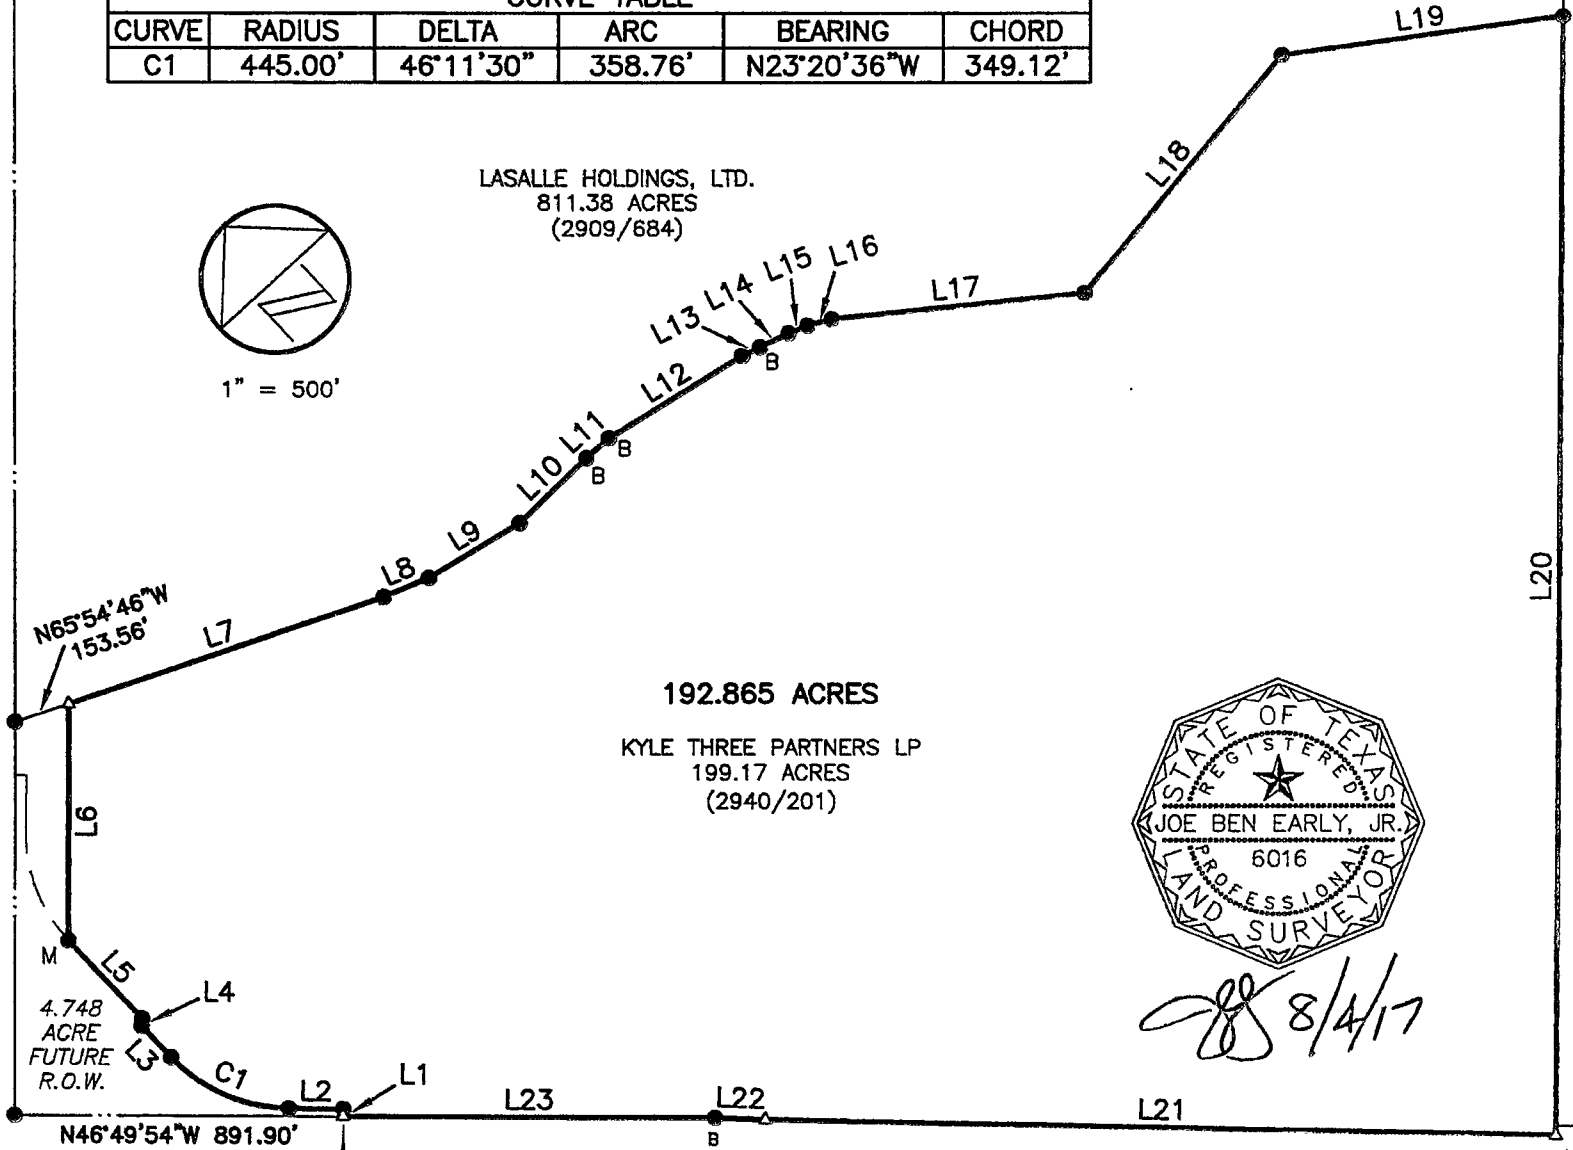 CURVE TABLE
CURVE RADIUS DELTA ARC BEARING CHORD
C1 445.00' 46°11'30" 358.76' N23°20'36"W 349.12'
L19
L18
LASALLE HOLDINGS, LTD.
811.38 ACRES
(2909/684)
1" = 500'
L13
L14
L15
L16
L17
B
L12
L11
B
L10
B
L9
L8
L7
N65°54'46"W
153.56'
L20
192.865 ACRES
KYLE THREE PARTNERS LP
199.17 ACRES
(2940/201)
L6
STATE OF TEXAS
REGISTERED
JOE BEN EARLY, JR.
6016
PROFESSIONAL
LAND SURVEYOR
8/4/17
M
L5
L4
4.748
ACRE
FUTURE
R.O.W.
L3
C1
L2
L1
L23
L22
L21
B
N46°49'54"W 891.90'